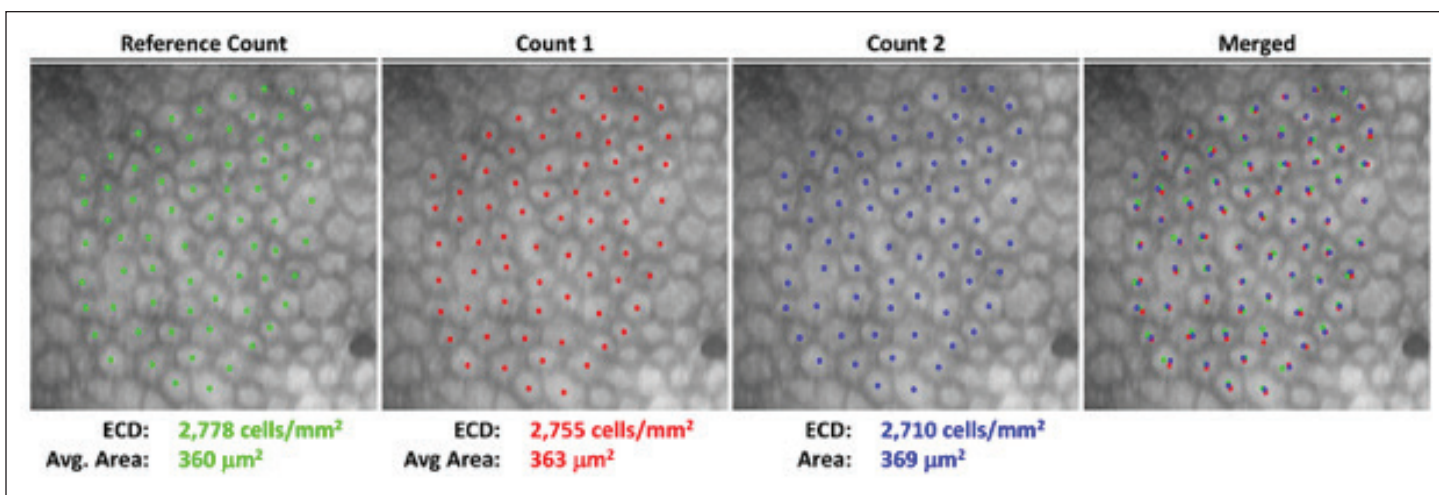 Reference Count
Count 1
Count 2
Merged
ECD: 2,778 cells/mm²
Avg. Area: 360 µm²
ECD: 2,755 cells/mm²
Avg Area: 363 µm²
ECD: 2,710 cells/mm²
Area: 369 µm²